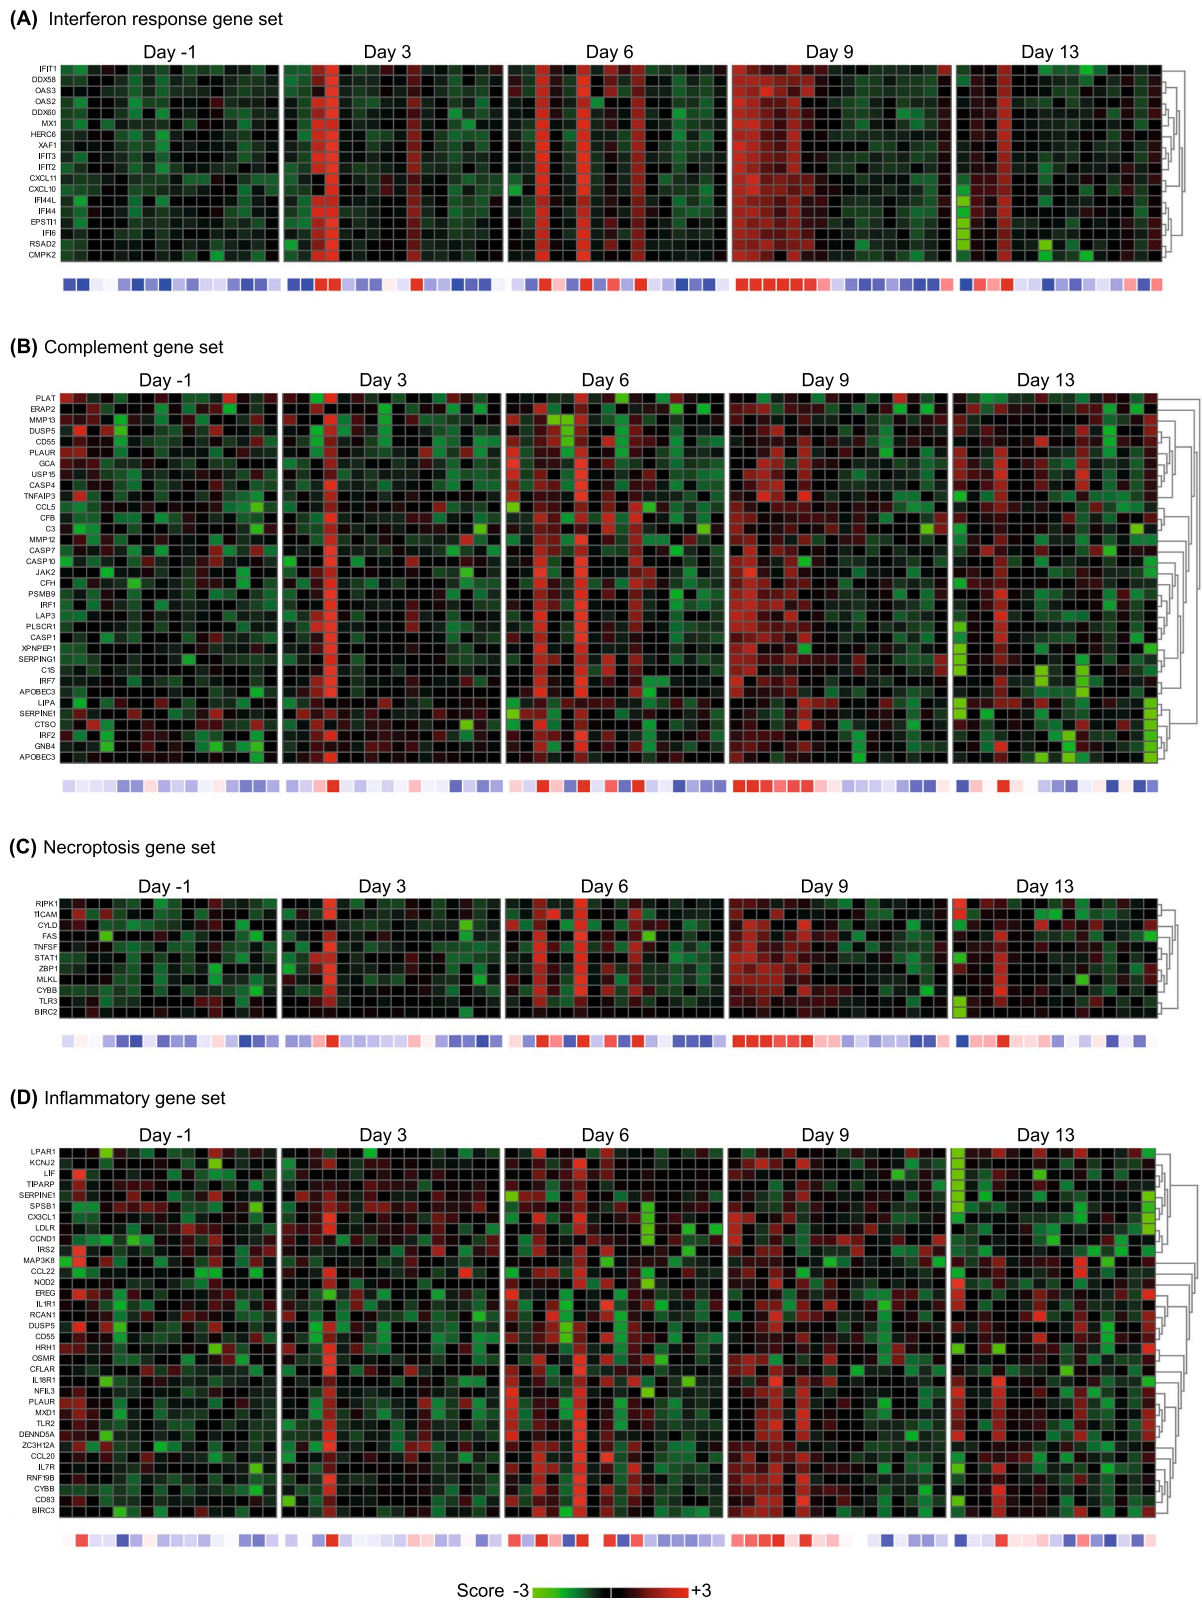 (A) Interferon response gene set
Day -1 Day 3 Day 6 Day 9 Day 13
IFIT1
DDX58
OAS3
OAS2
DDX60
MX1
HERC6
XAF1
IFIT3
IFIT2
CXCL11
CXCL10
IFI44L
IFI44
EPSTI1
IFI6
RSAD2
CMPK2
(B) Complement gene set
Day -1 Day 3 Day 6 Day 9 Day 13
PLAT
ERAP2
MMP13
DUSP5
CD55
PLAUR
GCA
USP15
CASP4
TNFAIP3
CCL5
CFB
C3
MMP12
CASP7
CASP10
JAK2
CFH
PSMB9
IRF1
LAP3
PLSCR1
CASP1
XPNPEP1
SERPING1
C1S
IRF7
APOBEC3
LIPA
SERPINE1
CTSO
IRF2
GNB4
APOBEC3
(C) Necroptosis gene set
Day -1 Day 3 Day 6 Day 9 Day 13
RIPK1
TICAM
CYLD
FAS
TNFSF
STAT1
ZBP1
MLKL
CYBB
TLR3
BIRC2
(D) Inflammatory gene set
Day -1 Day 3 Day 6 Day 9 Day 13
LPAR1
KCNJ2
LIF
TIPARP
SERPINE1
SPSB1
CX3CL1
LDLR
CCND1
IRS2
MAP3K8
CCL22
NOD2
EREG
IL1R1
RCAN1
DUSP5
CD55
HRH1
OSMR
CFLAR
IL18R1
NFIL3
PLAUR
MXD1
TLR2
DENND5A
ZC3H12A
CCL20
IL7R
RNF19B
CYBB
CD83
BIRC3
Score -3 +3